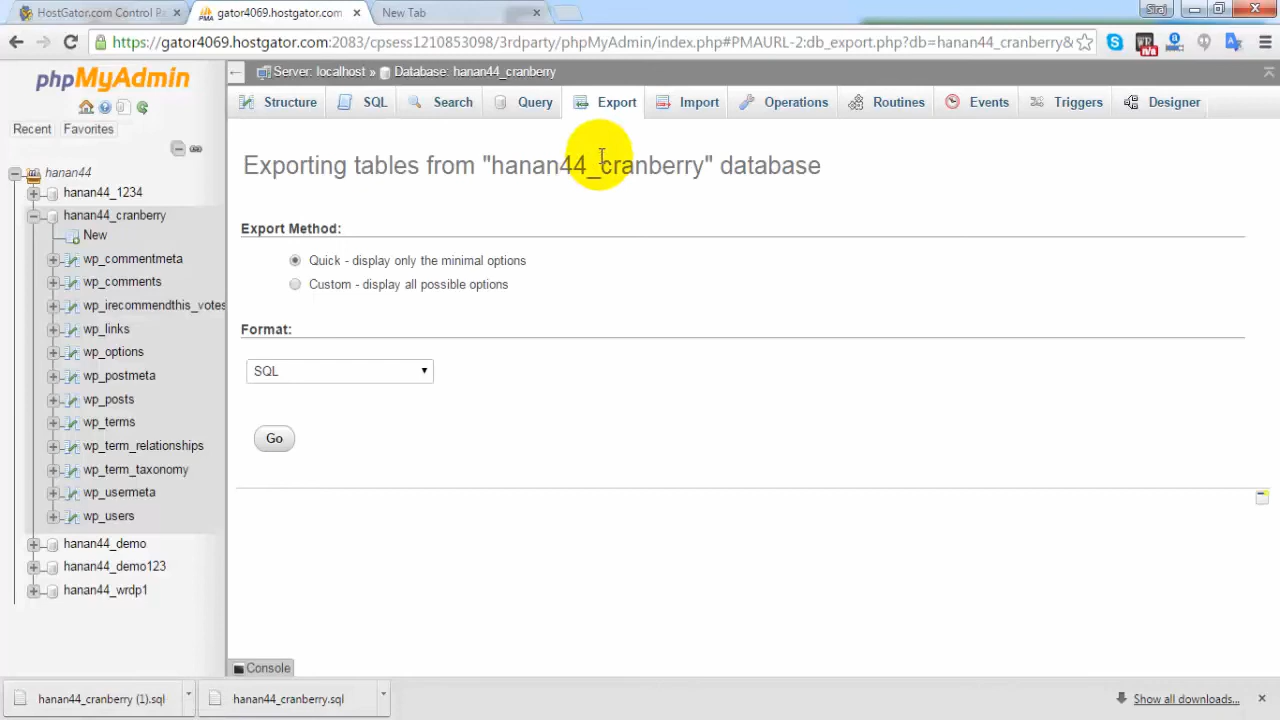 HostGator.com Control P
gator4069.hostgator.com
New Tab
Siraj
https://gator4069.hostgator.com:2083/cpsess1210853098/3rdparty/phpMyAdmin/index.php#PMAURL-2:db_export.php?db=hanan44_cranberry&
n/a
phpMyAdmin
Server: localhost » Database: hanan44_cranberry
Structure SQL Search Query Export Import Operations Routines Events Triggers Designer
Recent Favorites
hanan44
hanan44_1234
hanan44_cranberry
New
wp_commentmeta
wp_comments
wp_irecommendthis_votes
wp_links
wp_options
wp_postmeta
wp_posts
wp_terms
wp_term_relationships
wp_term_taxonomy
wp_usermeta
wp_users
hanan44_demo
hanan44_demo123
hanan44_wrdp1
Exporting tables from "hanan44_cranberry" database
Export Method:
Quick - display only the minimal options
Custom - display all possible options
Format:
SQL
Go
Console
hanan44_cranberry (1).sql
hanan44_cranberry.sql
Show all downloads...